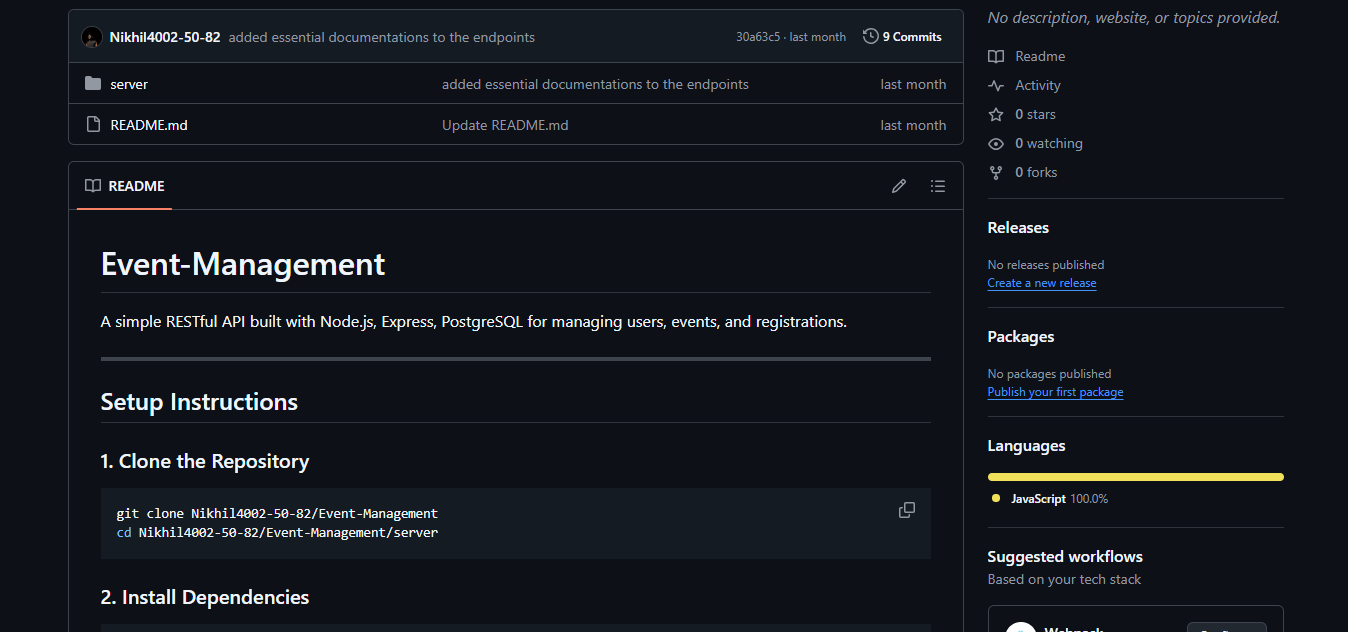 Nikhil4002-50-82 added essential documentations to the endpoints 30a63c5 · last month 9 Commits
server added essential documentations to the endpoints last month
README.md Update README.md last month
README
Event-Management
A simple RESTful API built with Node.js, Express, PostgreSQL for managing users, events, and registrations.
Setup Instructions
1. Clone the Repository
git clone Nikhil4002-50-82/Event-Management
cd Nikhil4002-50-82/Event-Management/server
2. Install Dependencies
No description, website, or topics provided.
Readme
Activity
0 stars
0 watching
0 forks
Releases
No releases published
Create a new release
Packages
No packages published
Publish your first package
Languages
JavaScript 100.0%
Suggested workflows
Based on your tech stack